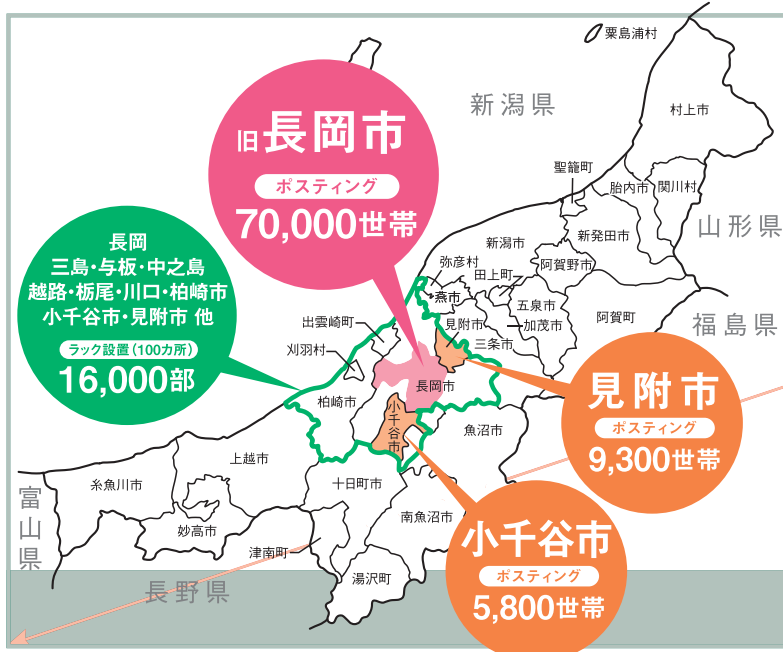 粟島浦村
新潟県
村上市
旧長岡市
ポスティング
70,000世帯
聖籠町
胎内市
関川村
山形県
長岡
三島・与板・中之島
越路・栃尾・川口・柏崎市
小千谷市・見附市 他
ラック設置(100カ所)
16,000部
新潟市
新発田市
弥彦村
田上町
阿賀野市
燕市
五泉市
阿賀町
福島県
出雲崎町
見附市
加茂市
三条市
刈羽村
長岡市
柏崎市
小千谷市
魚沼市
見附市
ポスティング
9,300世帯
上越市
糸魚川市
十日町市
富山県
妙高市
南魚沼市
津南町
小千谷市
ポスティング
5,800世帯
湯沢町
長野県